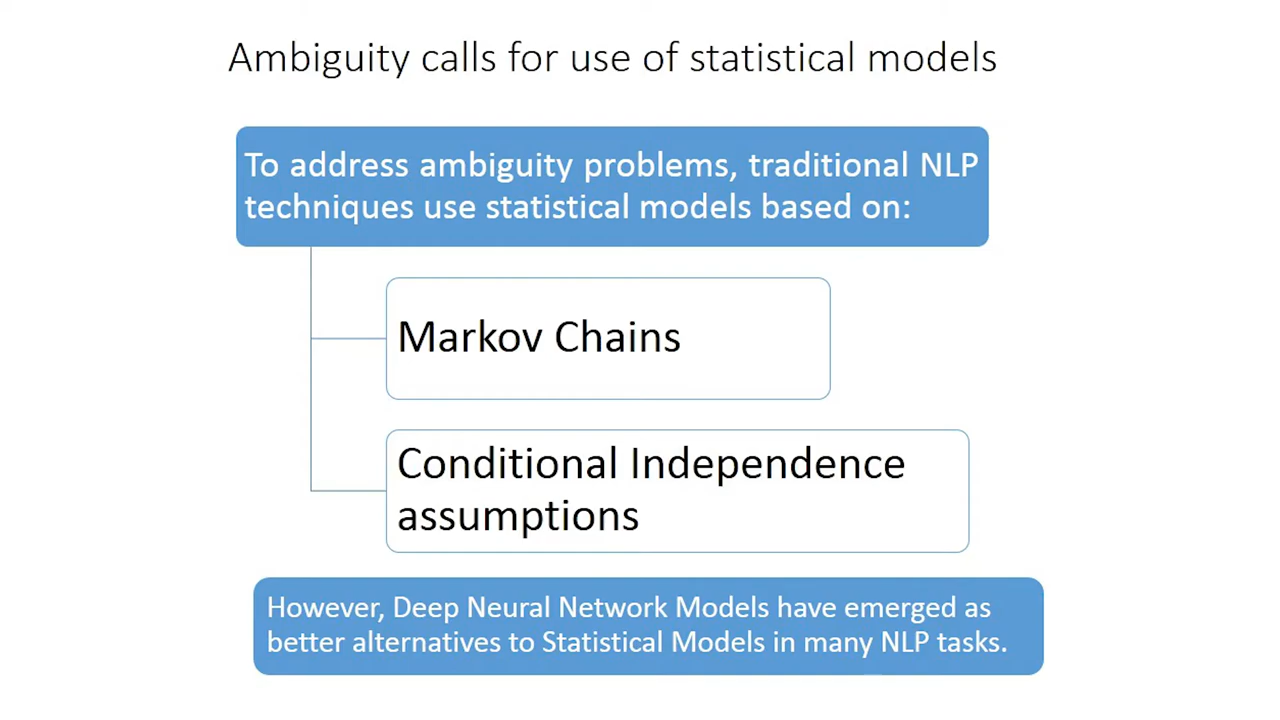 Ambiguity calls for use of statistical models
To address ambiguity problems, traditional NLP
techniques use statistical models based on:
Markov Chains
Conditional Independence
assumptions
However, Deep Neural Network Models have emerged as
better alternatives to Statistical Models in many NLP tasks.